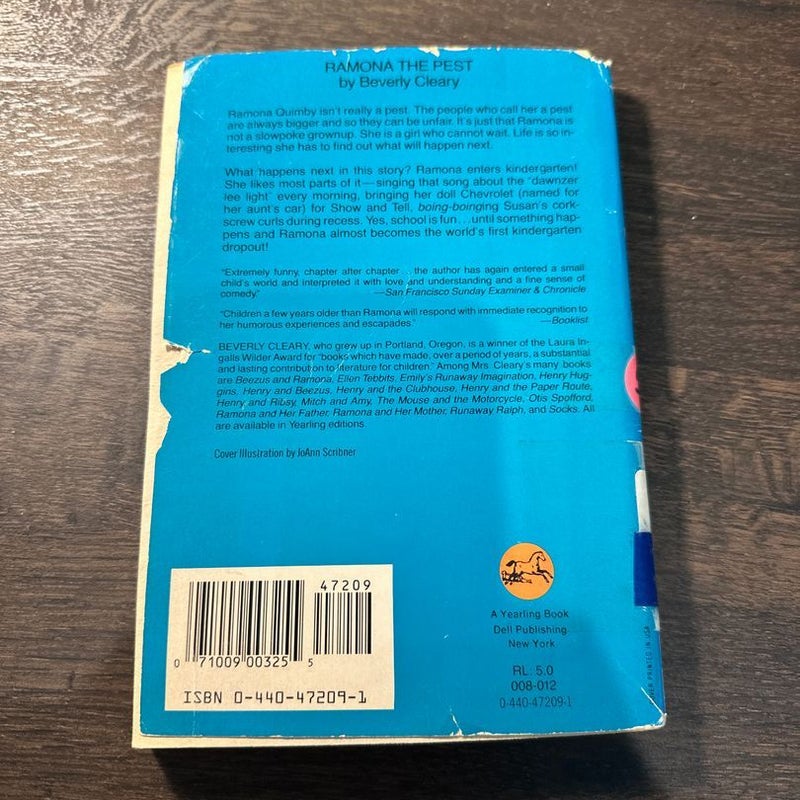 RAMONA THE PEST
by Beverly Cleary
Ramona Quimby isn't really a pest. The people who call her a pest
are always bigger and so they can be unfair. It's just that Ramona is
not a slowpoke grownup. She is a girl who cannot wait. Life is so in-
teresting she has to find out what will happen next.
What happens next in this story? Ramona enters kindergarten!
She likes most parts of it—singing that song about the "dawnzer
lee light" every morning, bringing her doll Chevrolet (named for
her aunt's car) for Show and Tell, boing-boinging Susan's cork-
screw curls during recess. Yes, school is fun...until something hap-
pens and Ramona almost becomes the world's first kindergarten
dropout!
"Extremely funny, chapter after chapter... the author has again entered a small
child's world and interpreted it with love and understanding and a fine sense of
comedy." —San Francisco Sunday Examiner & Chronicle
"Children a few years older than Ramona will respond with immediate recognition to
her humorous experiences and escapades." —Booklist
BEVERLY CLEARY, who grew up in Portland, Oregon, is a winner of the Laura In-
galls Wilder Award for "books which have made, over a period of years, a substantial
and lasting contribution to literature for children." Among Mrs. Cleary's many books
are Beezus and Ramona, Ellen Tebbits, Emily's Runaway Imagination, Henry Hug-
gins, Henry and Beezus, Henry and the Clubhouse, Henry and the Paper Route,
Henry and Ribsy, Mitch and Amy, The Mouse and the Motorcycle, Otis Spofford,
Ramona and Her Father, Ramona and Her Mother, Runaway Ralph, and Socks. All
are available in Yearling editions.
Cover Illustration by JoAnn Scribner
47209
0 71009 00325 5
ISBN 0-440-47209-1
A Yearling Book
Dell Publishing
New York
RL: 5.0
008-012
0-440-47209-1
PRINTED IN USA